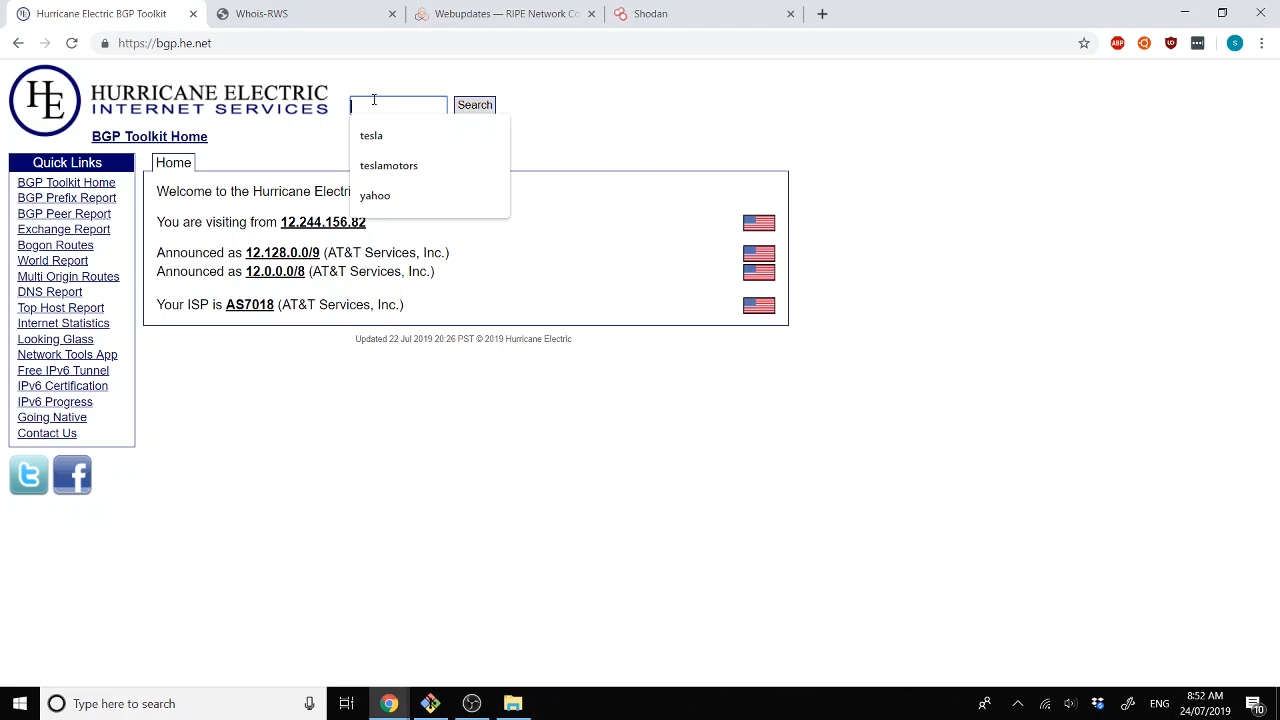 Hurricane Electric BGP Toolkit
Whois-RWS
Webupdates — RIPE Network Co
Shodan
https://bgp.he.net
ABP
S
HE
HURRICANE ELECTRIC
INTERNET SERVICES
Search
BGP Toolkit Home
tesla
teslamotors
yahoo
Quick Links
BGP Toolkit Home
BGP Prefix Report
BGP Peer Report
Exchange Report
Bogon Routes
World Report
Multi Origin Routes
DNS Report
Top Host Report
Internet Statistics
Looking Glass
Network Tools App
Free IPv6 Tunnel
IPv6 Certification
IPv6 Progress
Going Native
Contact Us
Home
Welcome to the Hurricane Electri
You are visiting from 12.244.156.82
Announced as 12.128.0.0/9 (AT&T Services, Inc.)
Announced as 12.0.0.0/8 (AT&T Services, Inc.)
Your ISP is AS7018 (AT&T Services, Inc.)
Updated 22 Jul 2019 20:26 PST © 2019 Hurricane Electric
Type here to search
ENG
8:52 AM
24/07/2019
10